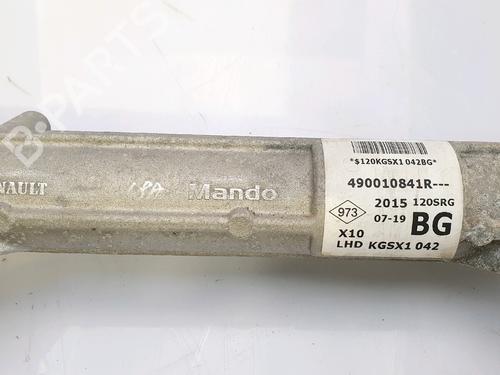 B-PARTS
*$120KGSX1 042BG*
490010841R---
973
2015 120SRG
07-19 BG
X10
LHD KGSX1 042
NAULT
Mando